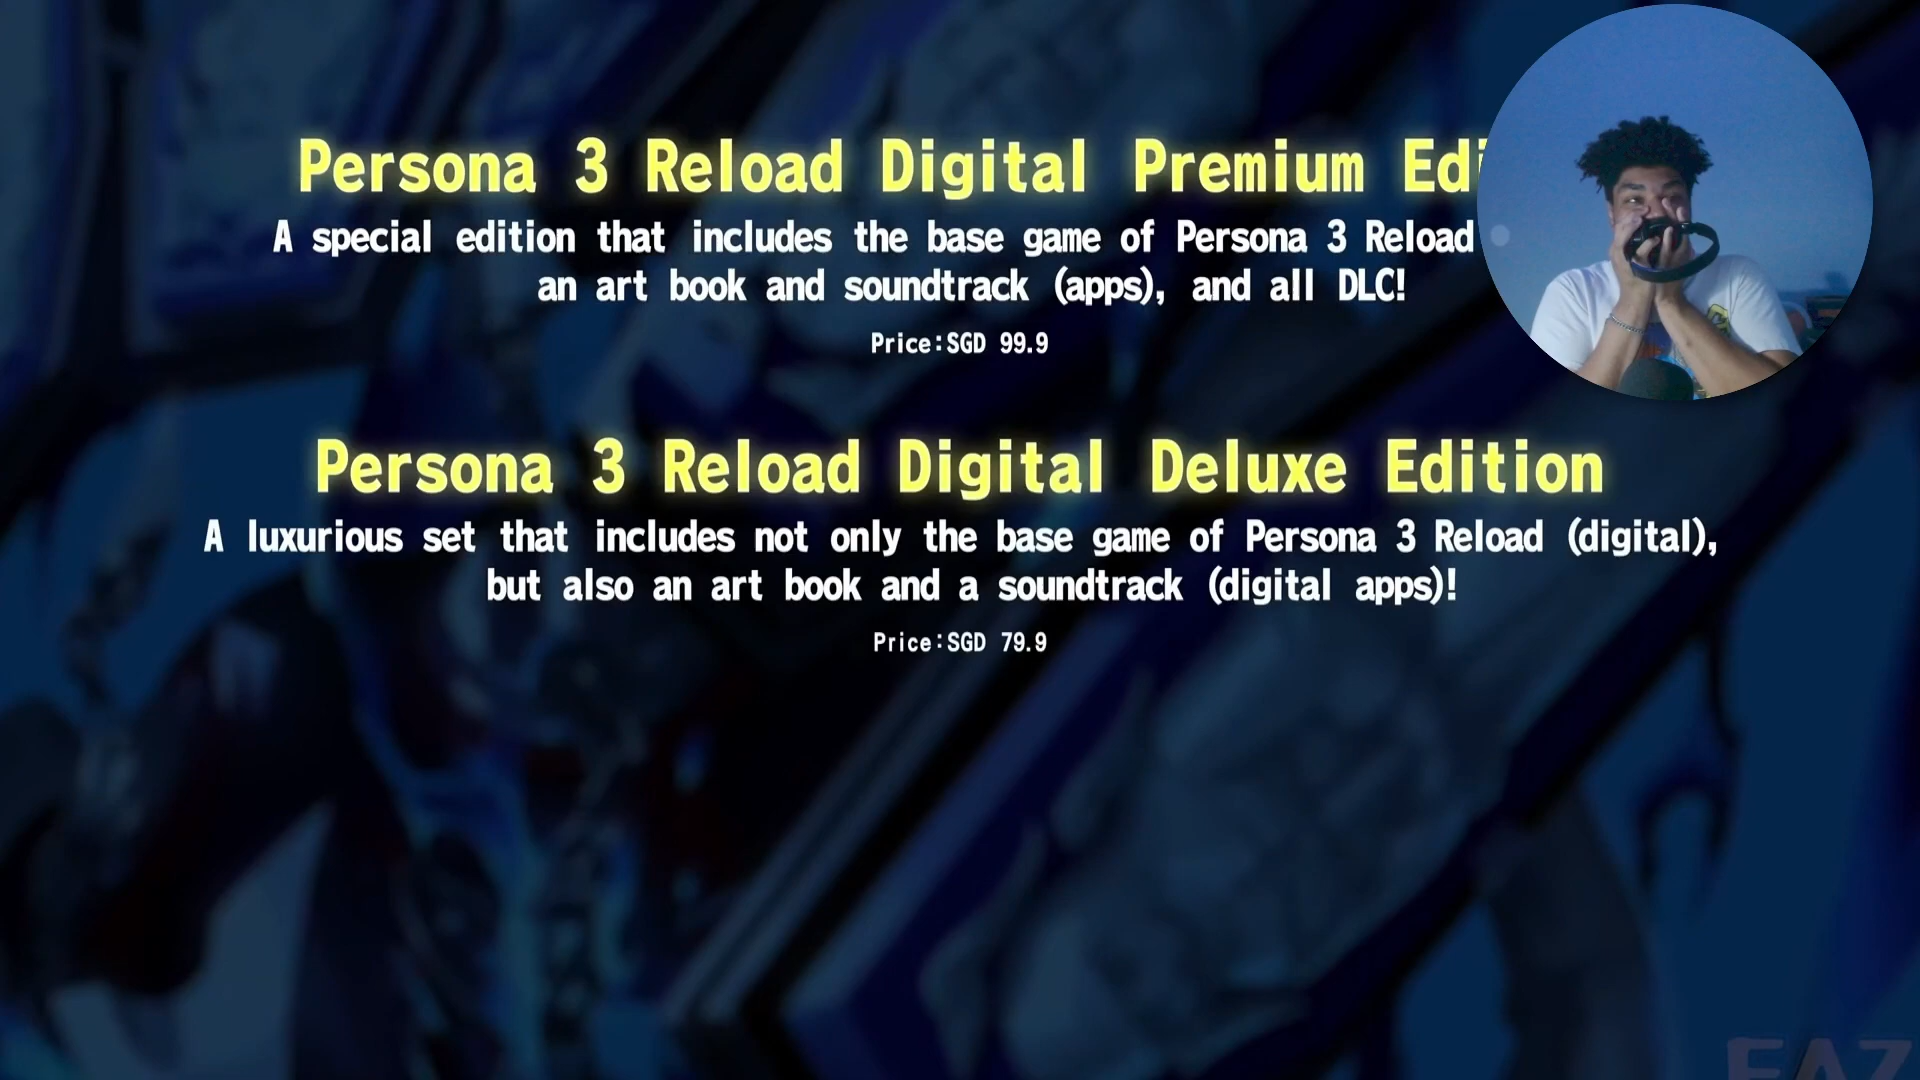 Persona 3 Reload Digital Premium
A special edition that includes the base game of Persona 3 Reload
an art book and soundtrack (apps), and all DLC!
Price:SGD 99.9
Persona 3 Reload Digital Deluxe Edition
A luxurious set that includes not only the base game of Persona 3 Reload (digital),
but also an art book and a soundtrack (digital apps)!
Price:SGD 79.9